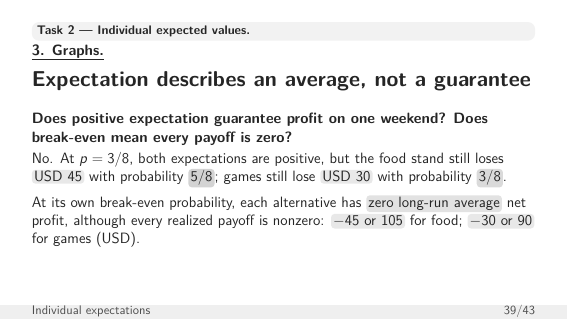 Task 2 — Individual expected values.
3. Graphs.
Expectation describes an average, not a guarantee
Does positive expectation guarantee profit on one weekend? Does
break-even mean every payoff is zero?
No. At p = 3/8, both expectations are positive, but the food stand still loses
USD 45 with probability 5/8; games still lose USD 30 with probability 3/8.
At its own break-even probability, each alternative has zero long-run average net
profit, although every realized payoff is nonzero: −45 or 105 for food; −30 or 90
for games (USD).
Individual expectations 39/43